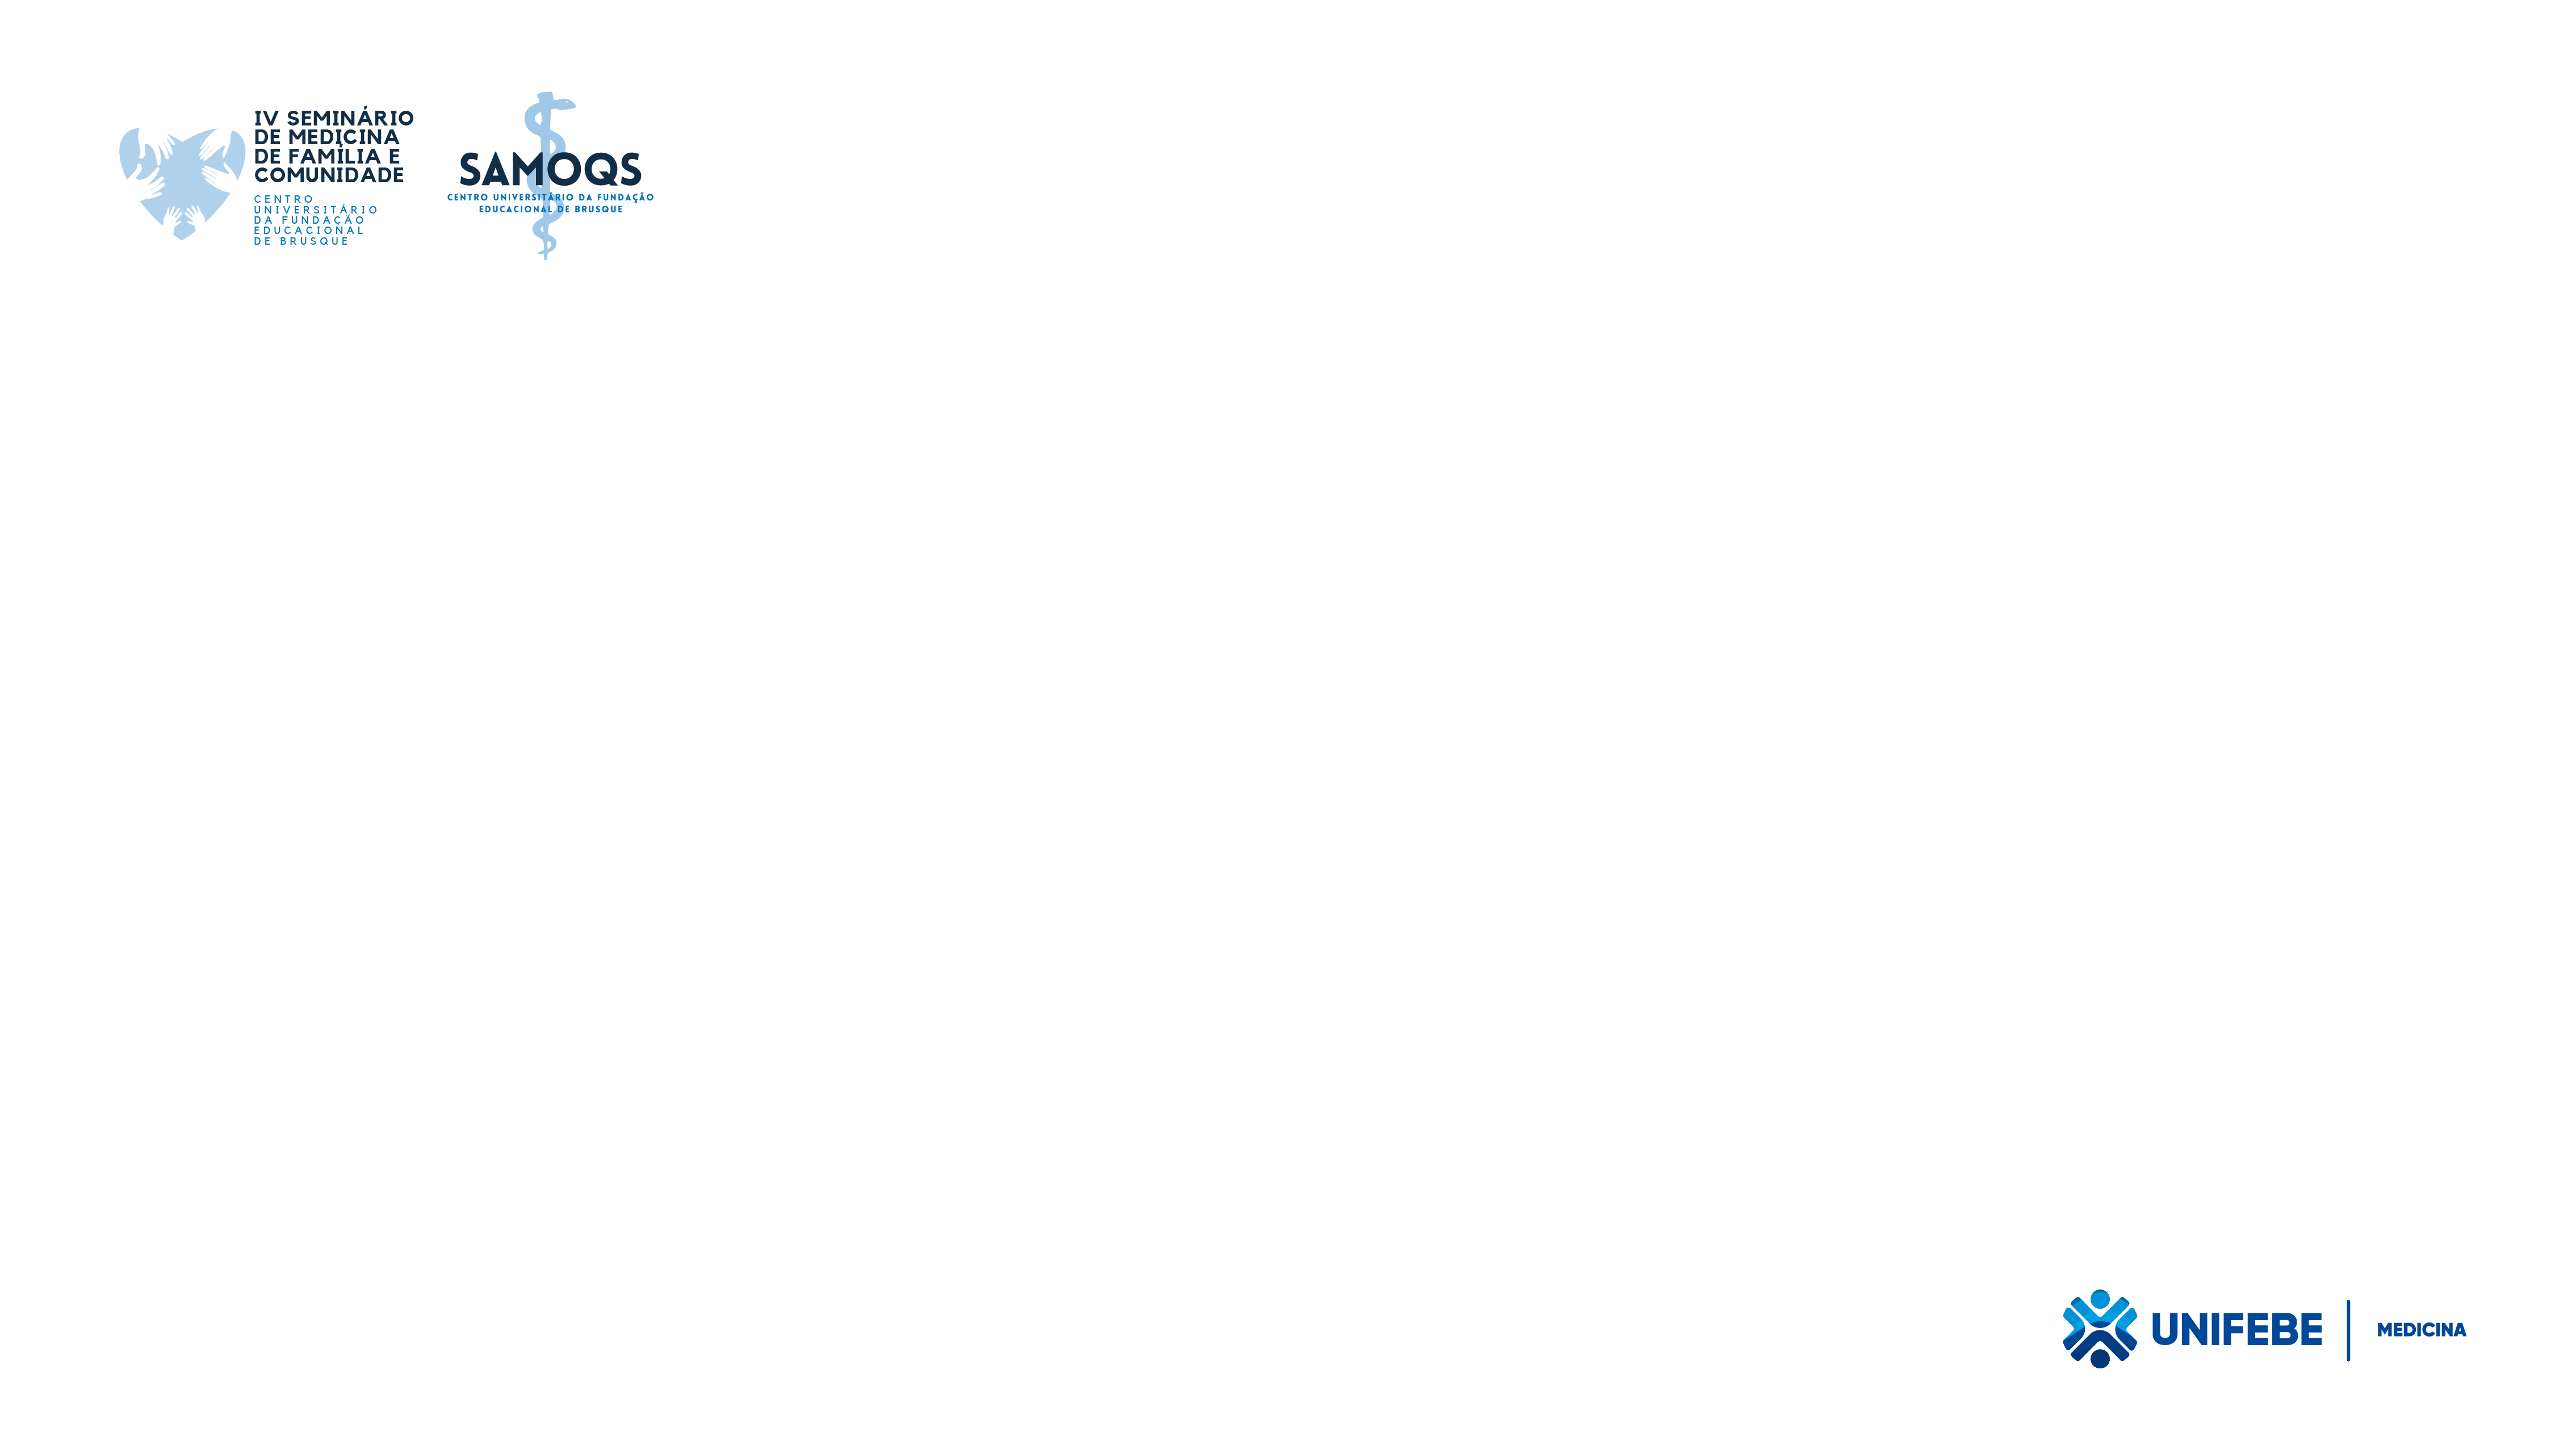 IV SEMINÁRIO
DE MEDICINA
DE FAMÍLIA E
COMUNIDADE
CENTRO
UNIVERSITÁRIO
DA FUNDAÇÃO
EDUCACIONAL
DE BRUSQUE
SAMOQS
CENTRO UNIVERSITÁRIO DA FUNDAÇÃO
EDUCACIONAL DE BRUSQUE
UNIFEBE
MEDICINA